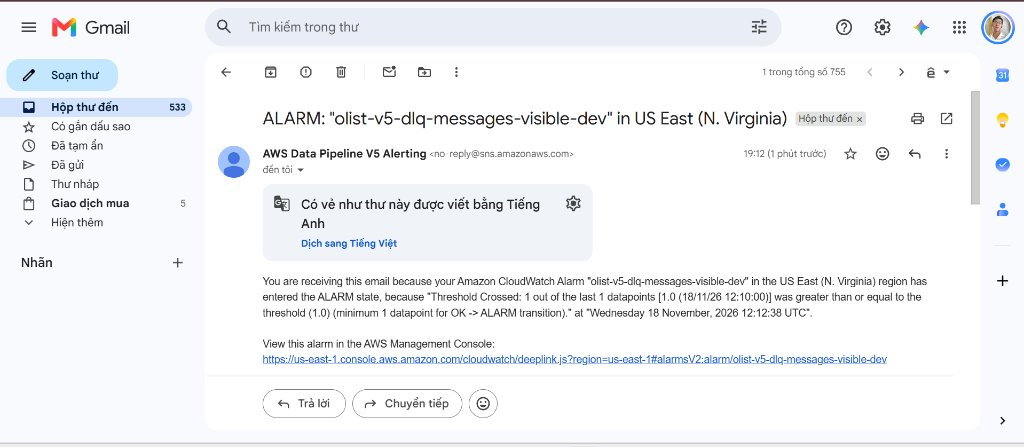 Gmail
Tìm kiếm trong thư
Soạn thư
Hộp thư đến 533
Có gắn dấu sao
Đã tạm ẩn
Đã gửi
Thư nháp
Giao dịch mua 5
Hiện thêm
Nhãn
1 trong tổng số 755
ALARM: "olist-v5-dlq-messages-visible-dev" in US East (N. Virginia) Hộp thư đến ×
AWS Data Pipeline V5 Alerting <no reply@sns.amazonaws.com>
19:12 (1 phút trước)
đến tôi
Có vẻ như thư này được viết bằng Tiếng
Anh
Dịch sang Tiếng Việt
You are receiving this email because your Amazon CloudWatch Alarm "olist-v5-dlq-messages-visible-dev" in the US East (N. Virginia) region has
entered the ALARM state, because "Threshold Crossed: 1 out of the last 1 datapoints [1.0 (18/11/26 12:10:00)] was greater than or equal to the
threshold (1.0) (minimum 1 datapoint for OK -> ALARM transition)." at "Wednesday 18 November, 2026 12:12:38 UTC".
View this alarm in the AWS Management Console:
https://us-east-1.console.aws.amazon.com/cloudwatch/deeplink.js?region=us-east-1#alarmsV2:alarm/olist-v5-dlq-messages-visible-dev
Trả lời
Chuyển tiếp
31